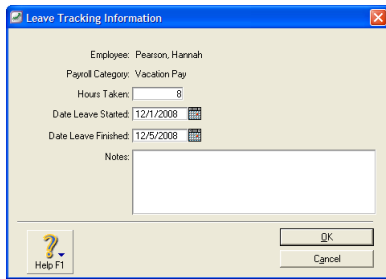 Leave Tracking Information
Employee: Pearson, Hannah
Payroll Category: Vacation Pay
Hours Taken: 8
Date Leave Started: 12/1/2008
Date Leave Finished: 12/5/2008
Notes:
Help F1
OK
Cancel